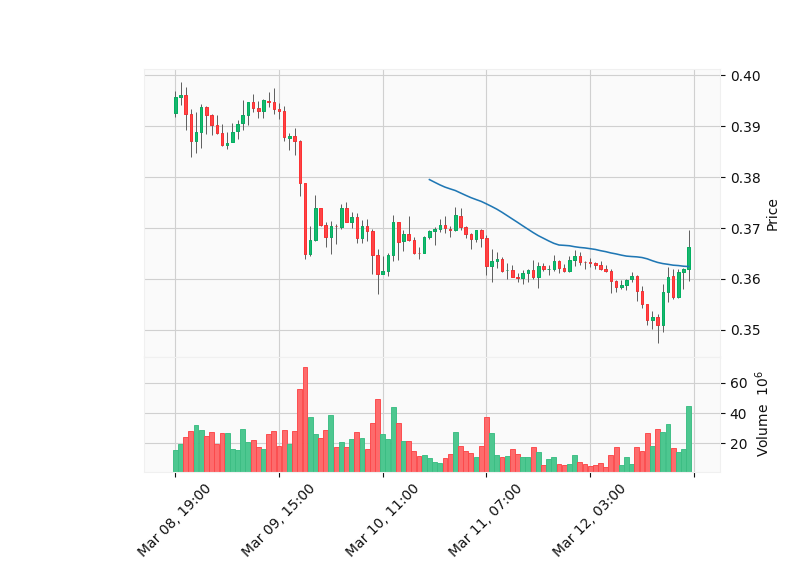 0.40
0.39
0.38
0.37
0.36
0.35
Price
60
40
20
Volume 10^6
Mar 08, 19:00
Mar 09, 15:00
Mar 10, 11:00
Mar 11, 07:00
Mar 12, 03:00